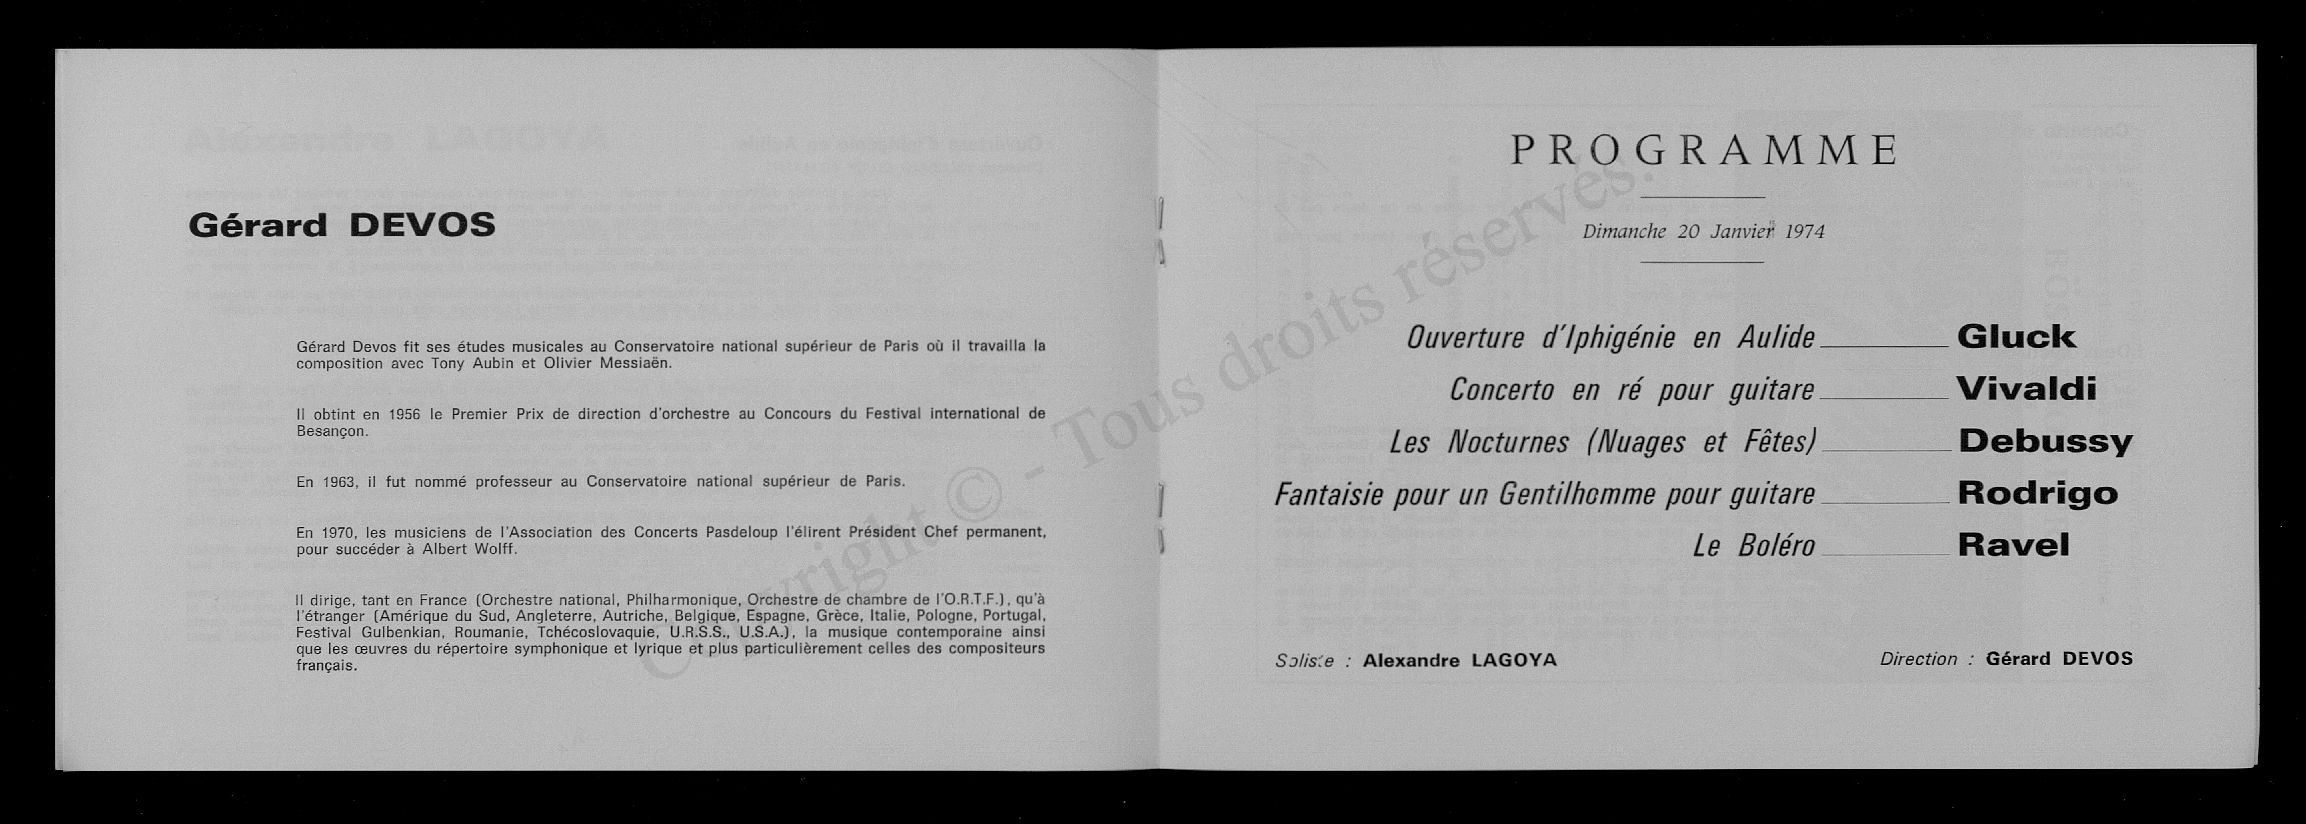 Gérard DEVOS
Gérard Devos fit ses études musicales au Conservatoire national supérieur de Paris où il travailla la
composition avec Tony Aubin et Olivier Messiaën.
Il obtint en 1956 le Premier Prix de direction d'orchestre au Concours du Festival international de
Besançon.
En 1963, il fut nommé professeur au Conservatoire national supérieur de Paris.
En 1970, les musiciens de l'Association des Concerts Pasdeloup l'élirent Président Chef permanent,
pour succéder à Albert Wolff.
Il dirige, tant en France (Orchestre national, Philharmonique, Orchestre de chambre de l'O.R.T.F.), qu'à
l'étranger (Amérique du Sud, Angleterre, Autriche, Belgique, Espagne, Grèce, Italie, Pologne, Portugal,
Festival Gulbenkian, Roumanie, Tchécoslovaquie, U.R.S.S., U.S.A.), la musique contemporaine ainsi
que les œuvres du répertoire symphonique et lyrique et plus particulièrement celles des compositeurs
français.
PROGRAMME
Dimanche 20 Janvier 1974
Ouverture d'Iphigénie en Aulide Gluck
Concerto en ré pour guitare Vivaldi
Les Nocturnes (Nuages et Fêtes) Debussy
Fantaisie pour un Gentilhomme pour guitare Rodrigo
Le Boléro Ravel
Soliste : Alexandre LAGOYA Direction : Gérard DEVOS
Copyright © - Tous droits réservés.